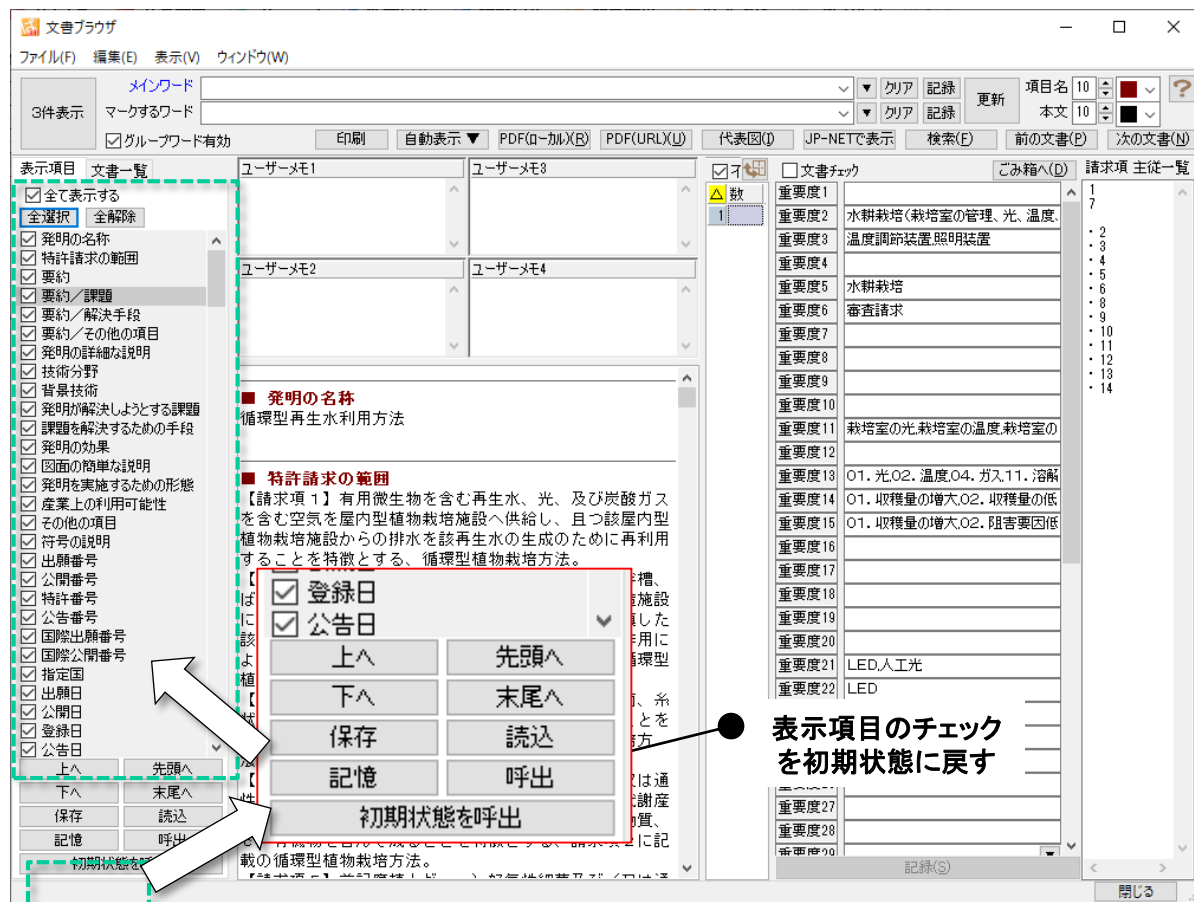 文書ブラウザ
ファイル(F) 編集(E) 表示(V) ウィンドウ(W)
3件表示
メインワード
クリア 記録
マークするワード
クリア 記録
更新
項目名 10
本文 10
?
グループワード有効
印刷 自動表示▼ PDF(ローカル)(R) PDF(URL)(U) 代表図(I) JP-NETで表示 検索(F) 前の文書(P) 次の文書(N)
表示項目 文書一覧
全て表示する
全選択 全解除
発明の名称
特許請求の範囲
要約
要約/課題
要約/解決手段
要約/その他の項目
発明の詳細な説明
技術分野
背景技術
発明が解決しようとする課題
課題を解決するための手段
発明の効果
図面の簡単な説明
発明を実施するための形態
産業上の利用可能性
その他の項目
符号の説明
出願番号
公開番号
特許番号
公告番号
国際出願番号
国際公開番号
指定国
出願日
公開日
登録日
公告日
上へ 先頭へ
下へ 末尾へ
保存 読込
記憶 呼出
初期状態を
ユーザーメモ1 ユーザーメモ3
ユーザーメモ2 ユーザーメモ4
■ 発明の名称
循環型再生水利用方法
■ 特許請求の範囲
【請求項1】有用微生物を含む再生水、光、及び炭酸ガス
を含む空気を屋内型植物栽培施設へ供給し、且つ該屋内型
植物栽培施設からの排水を該再生水の生成のために再利用
することを特徴とする、循環型植物栽培方法。
載の循環型植物栽培方法。
登録日
公告日
上へ 先頭へ
下へ 末尾へ
保存 読込
記憶 呼出
初期状態を呼出
数
1
文書チェック ごみ箱へ(D)
重要度1
重要度2 水耕栽培(栽培室の管理、光、温度、
重要度3 温度調節装置,照明装置
重要度4
重要度5 水耕栽培
重要度6 審査請求
重要度7
重要度8
重要度9
重要度10
重要度11 栽培室の光,栽培室の温度,栽培室の
重要度12
重要度13 01.光,02.温度,04.ガス,11.溶解
重要度14 01.収穫量の増大,02.収穫量の低
重要度15 01.収穫量の増大,02.阻害要因低
重要度16
重要度17
重要度18
重要度19
重要度20
重要度21 LED,人工光
重要度22 LED
表示項目のチェック
を初期状態に戻す
重要度27
重要度28
重要度29
記録(S)
請求項 主従一覧
1
7
・2
・3
・4
・5
・6
・8
・9
・10
・11
・12
・13
・14
閉じる